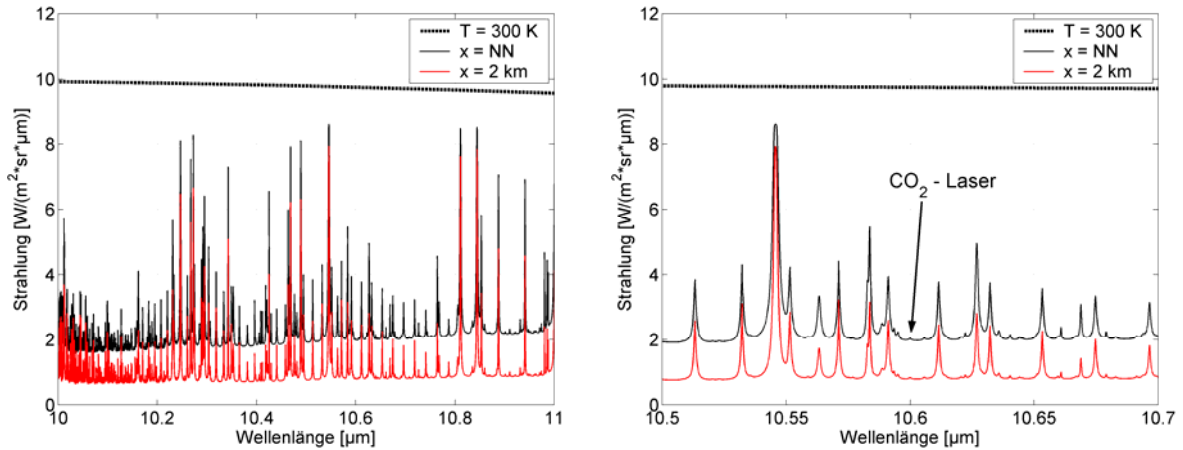 12
10
8
6
4
2
0
Strahlung [W/(m²*sr*µm)]
T = 300 K
x = NN
x = 2 km
10
10.2
10.4
10.6
10.8
11
Wellenlänge [µm]
12
10
8
6
4
2
0
Strahlung [W/(m²*sr*µm)]
T = 300 K
x = NN
x = 2 km
CO₂ - Laser
10.5
10.55
10.6
10.65
10.7
Wellenlänge [µm]